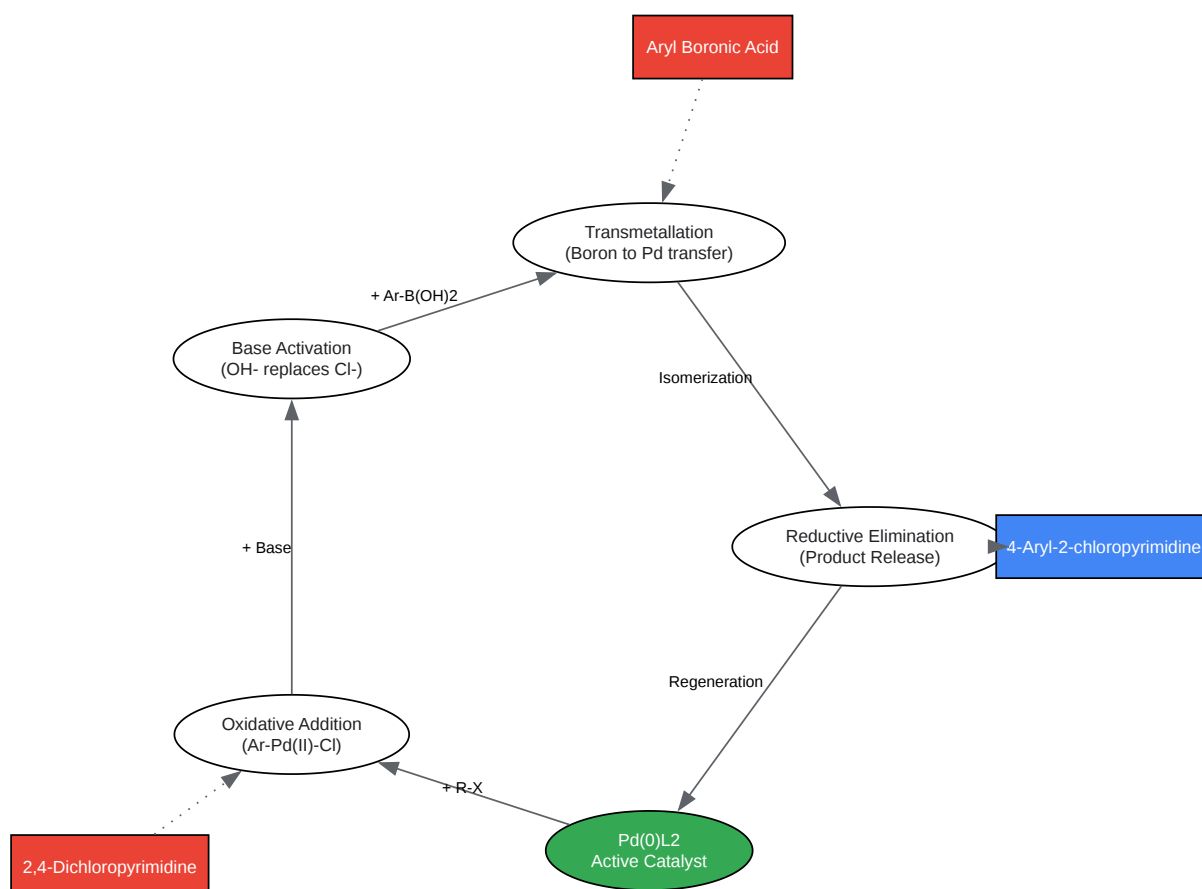 Aryl Boronic Acid
Transmetallation
(Boron to Pd transfer)
+ Ar-B(OH)2
Base Activation
(OH- replaces Cl-)
Isomerization
Reductive Elimination
(Product Release)
4-Aryl-2-chloropyrimidine
+ Base
Regeneration
Oxidative Addition
(Ar-Pd(II)-Cl)
+ R-X
Pd(0)L2
Active Catalyst
2,4-Dichloropyrimidine